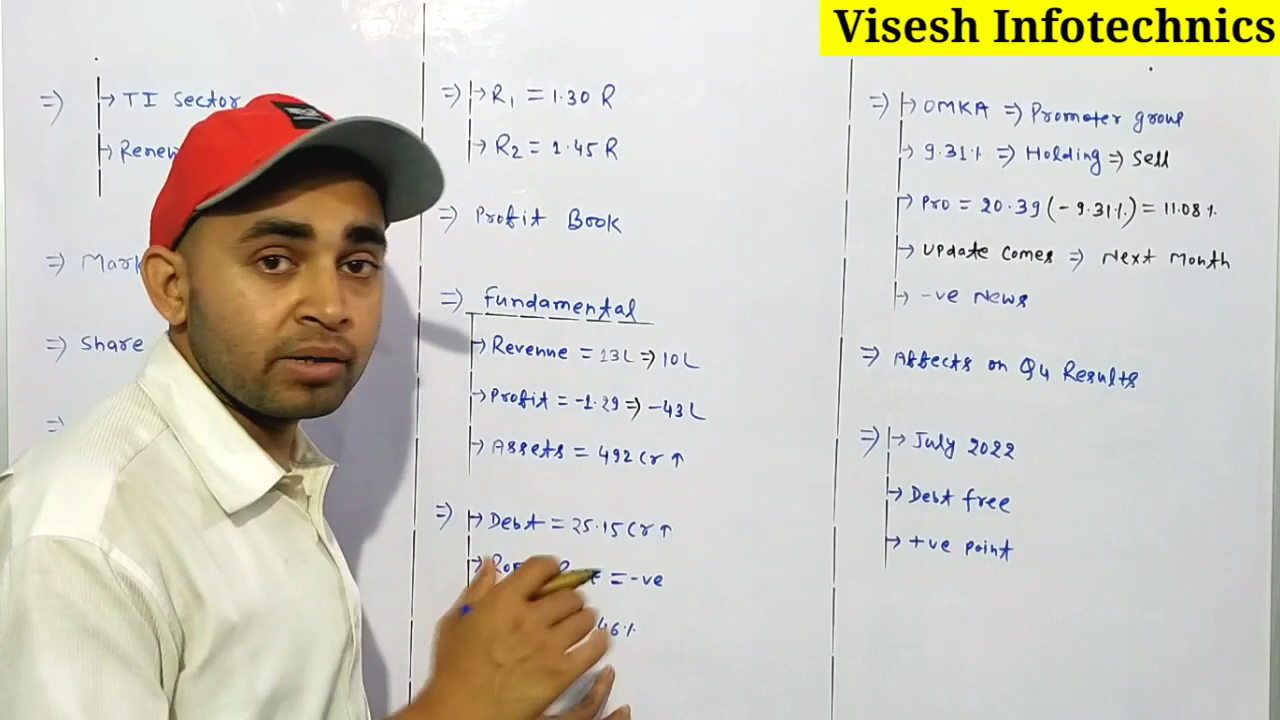 Visesh Infotechnics
=> TI Sector
=> Mark
=> Share
=>
=> R1 = 1.30 R
R2 = 1.45 R
=> Profit Book
=> Fundamental
Revenue = 13L => 10L
Profit = -1.29 => -43L
Assets = 492 Cr ↑
=> Debt = 25.15 Cr ↑
= -ve
46%
=> OMKA => Promoter group
9.31% => Holding => Sell
Pro = 20.39 (-9.31%) = 11.08%
Update Comes => Next Month
-ve News
=> Affects on Q4 Results
=> July 2022
Debt free
+ve point